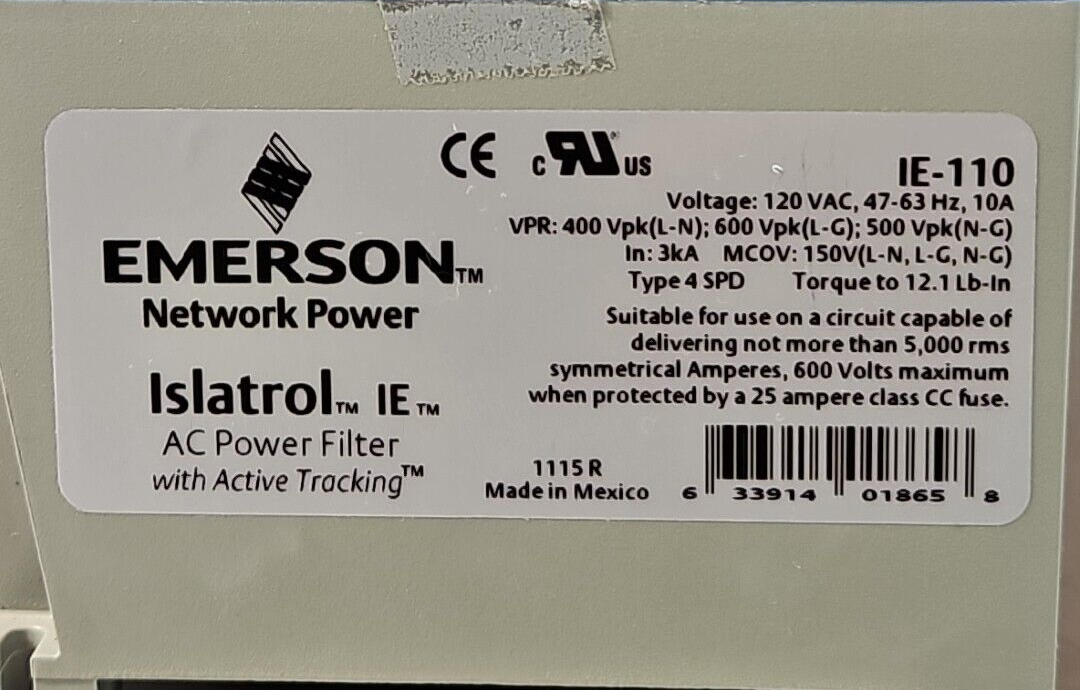 CE c RU ® US
EMERSON™
Network Power
Islatrol™ IE™
AC Power Filter
with Active Tracking™
IE-110
Voltage: 120 VAC, 47-63 Hz, 10A
VPR: 400 Vpk(L-N); 600 Vpk(L-G); 500 Vpk(N-G)
In: 3kA MCOV: 150V(L-N, L-G, N-G)
Type 4 SPD Torque to 12.1 Lb-In
Suitable for use on a circuit capable of
delivering not more than 5,000 rms
symmetrical Amperes, 600 Volts maximum
when protected by a 25 ampere class CC fuse.
1115 R
Made in Mexico
6 33914 01865 8